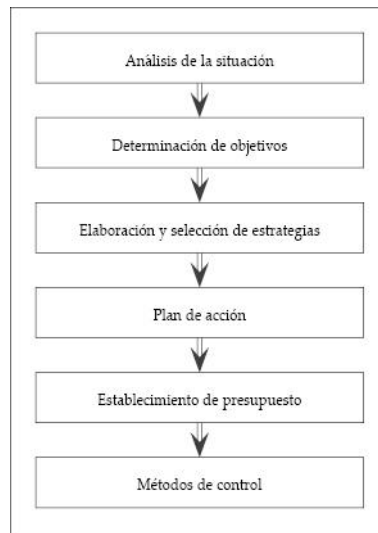 Análisis de la situación
Determinación de objetivos
Elaboración y selección de estrategias
Plan de acción
Establecimiento de presupuesto
Métodos de control